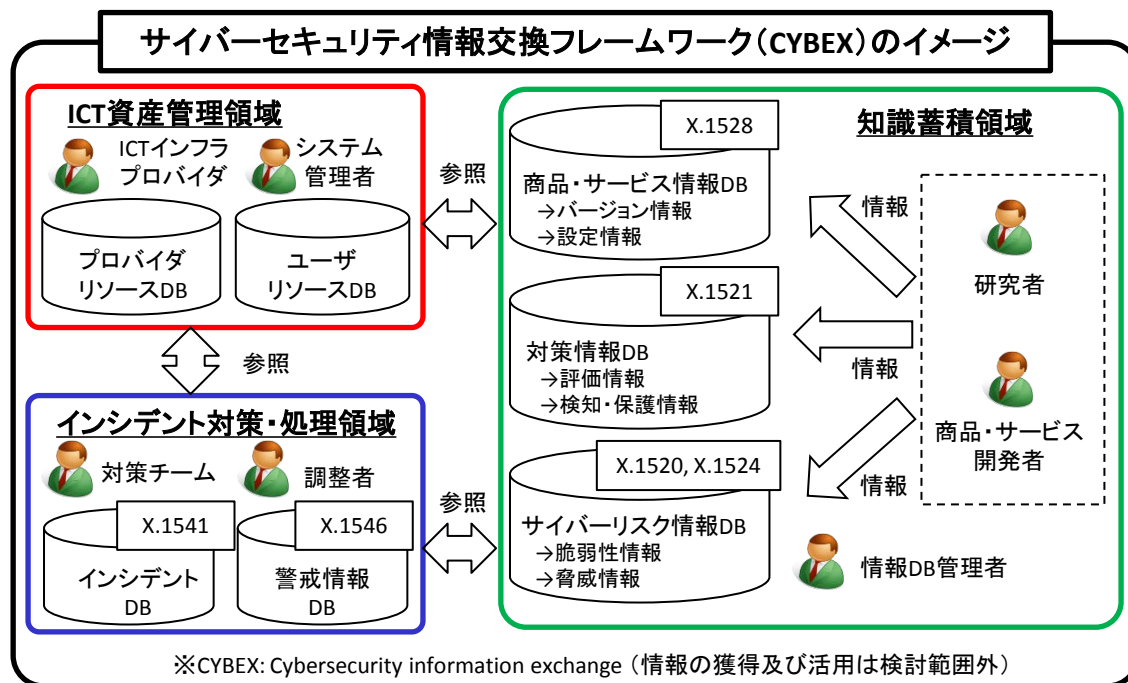 サイバーセキュリティ情報交換フレームワーク(CYBEX)のイメージ
ICT資産管理領域
ICTインフラ
プロバイダ
システム
管理者
プロバイダ
リソースDB
ユーザ
リソースDB
参照
参照
インシデント対策・処理領域
対策チーム
調整者
X.1541
インシデント
DB
X.1546
警戒情報
DB
参照
知識蓄積領域
X.1528
商品・サービス情報DB
→バージョン情報
→設定情報
X.1521
対策情報DB
→評価情報
→検知・保護情報
X.1520, X.1524
サイバーリスク情報DB
→脆弱性情報
→脅威情報
情報
情報
情報
研究者
商品・サービス
開発者
情報DB管理者
※CYBEX: Cybersecurity information exchange (情報の獲得及び活用は検討範囲外)